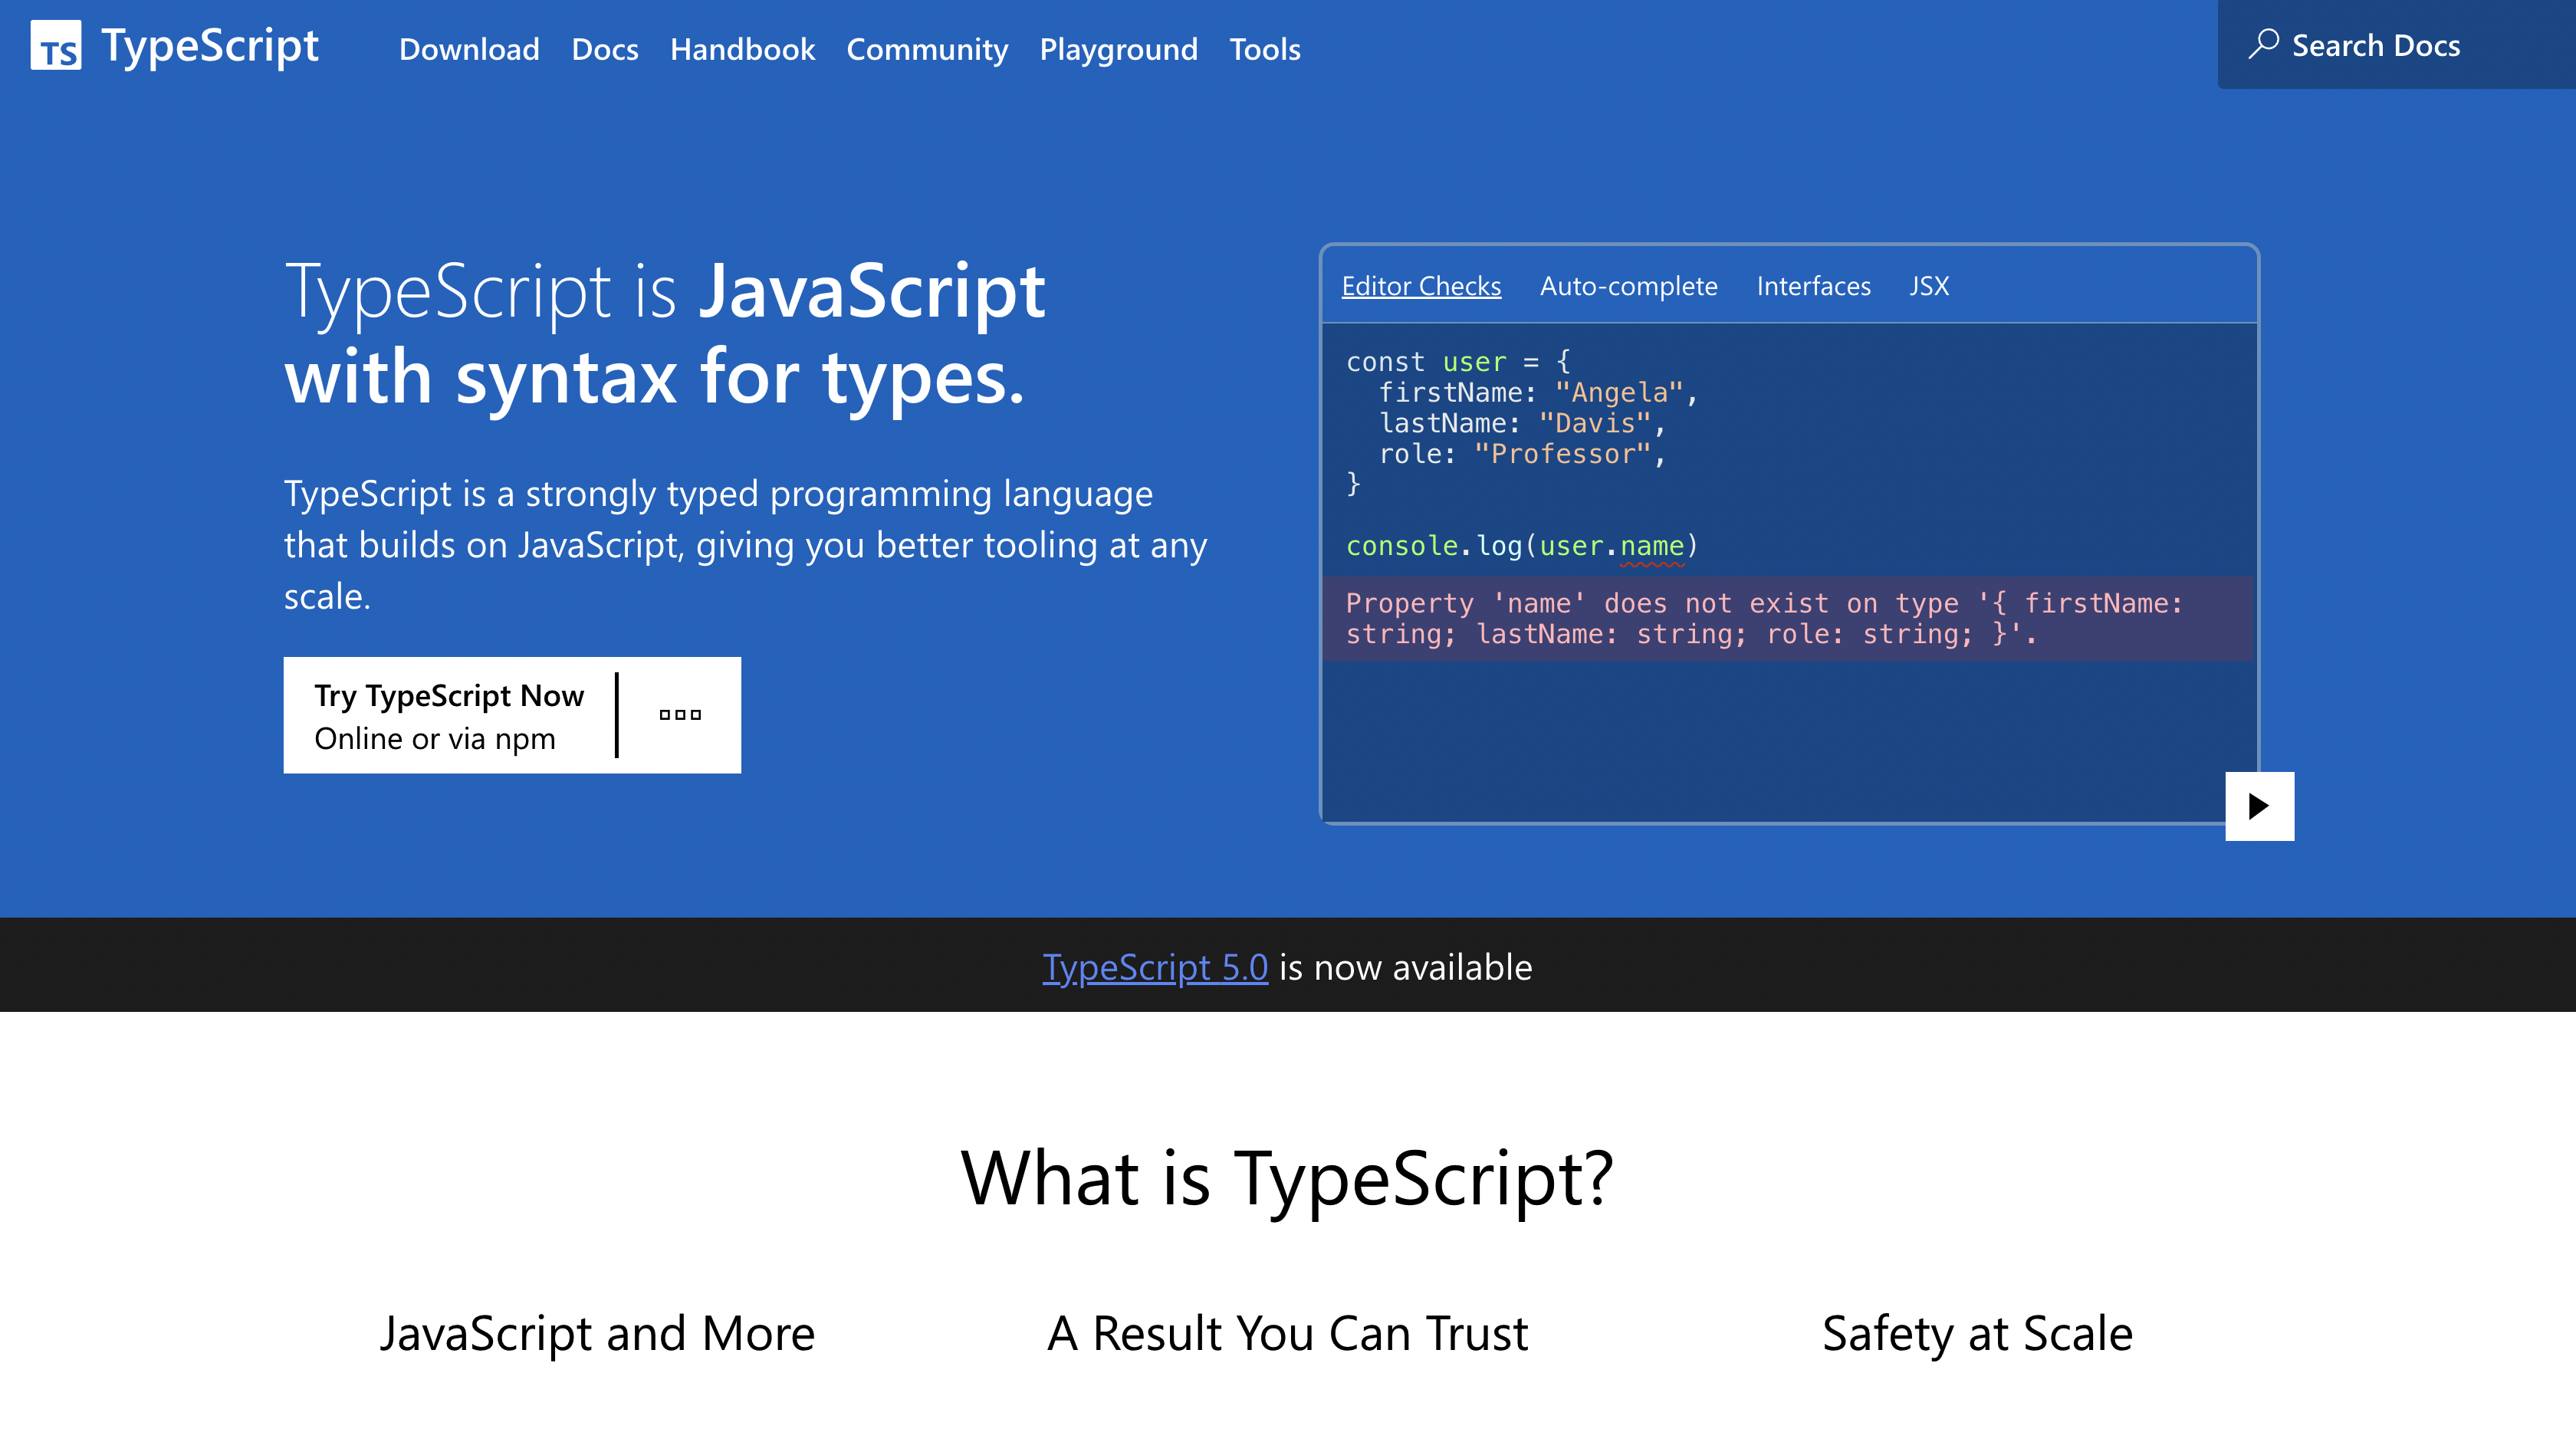 TS TypeScript
Download Docs Handbook Community Playground Tools
Search Docs
TypeScript is JavaScript
with syntax for types.
TypeScript is a strongly typed programming language
that builds on JavaScript, giving you better tooling at any
scale.
Try TypeScript Now
Online or via npm
Editor Checks Auto-complete Interfaces JSX
const user = {
  firstName: "Angela",
  lastName: "Davis",
  role: "Professor",
}
console.log(user.name)
Property 'name' does not exist on type '{ firstName:
string; lastName: string; role: string; }'.
TypeScript 5.0 is now available
What is TypeScript?
JavaScript and More
A Result You Can Trust
Safety at Scale